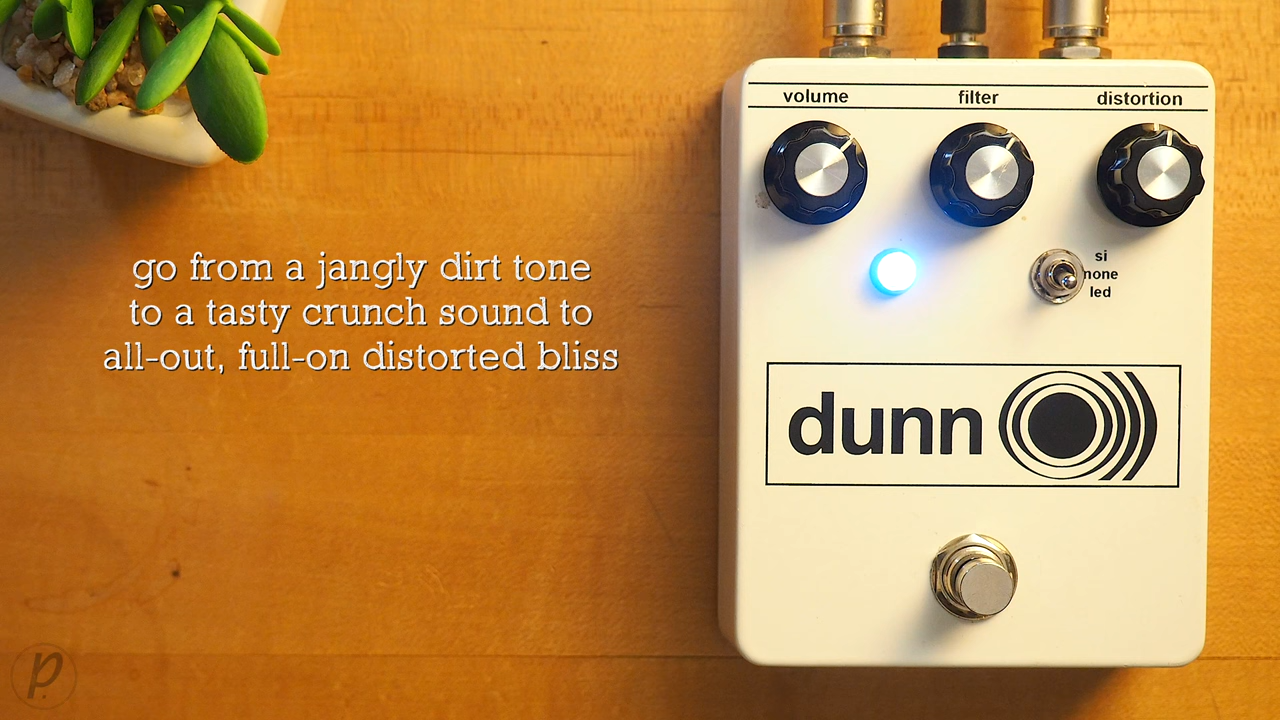 volume filter distortion
go from a jangly dirt tone
to a tasty crunch sound to
all-out, full-on distorted bliss
si
none
led
dunn
p